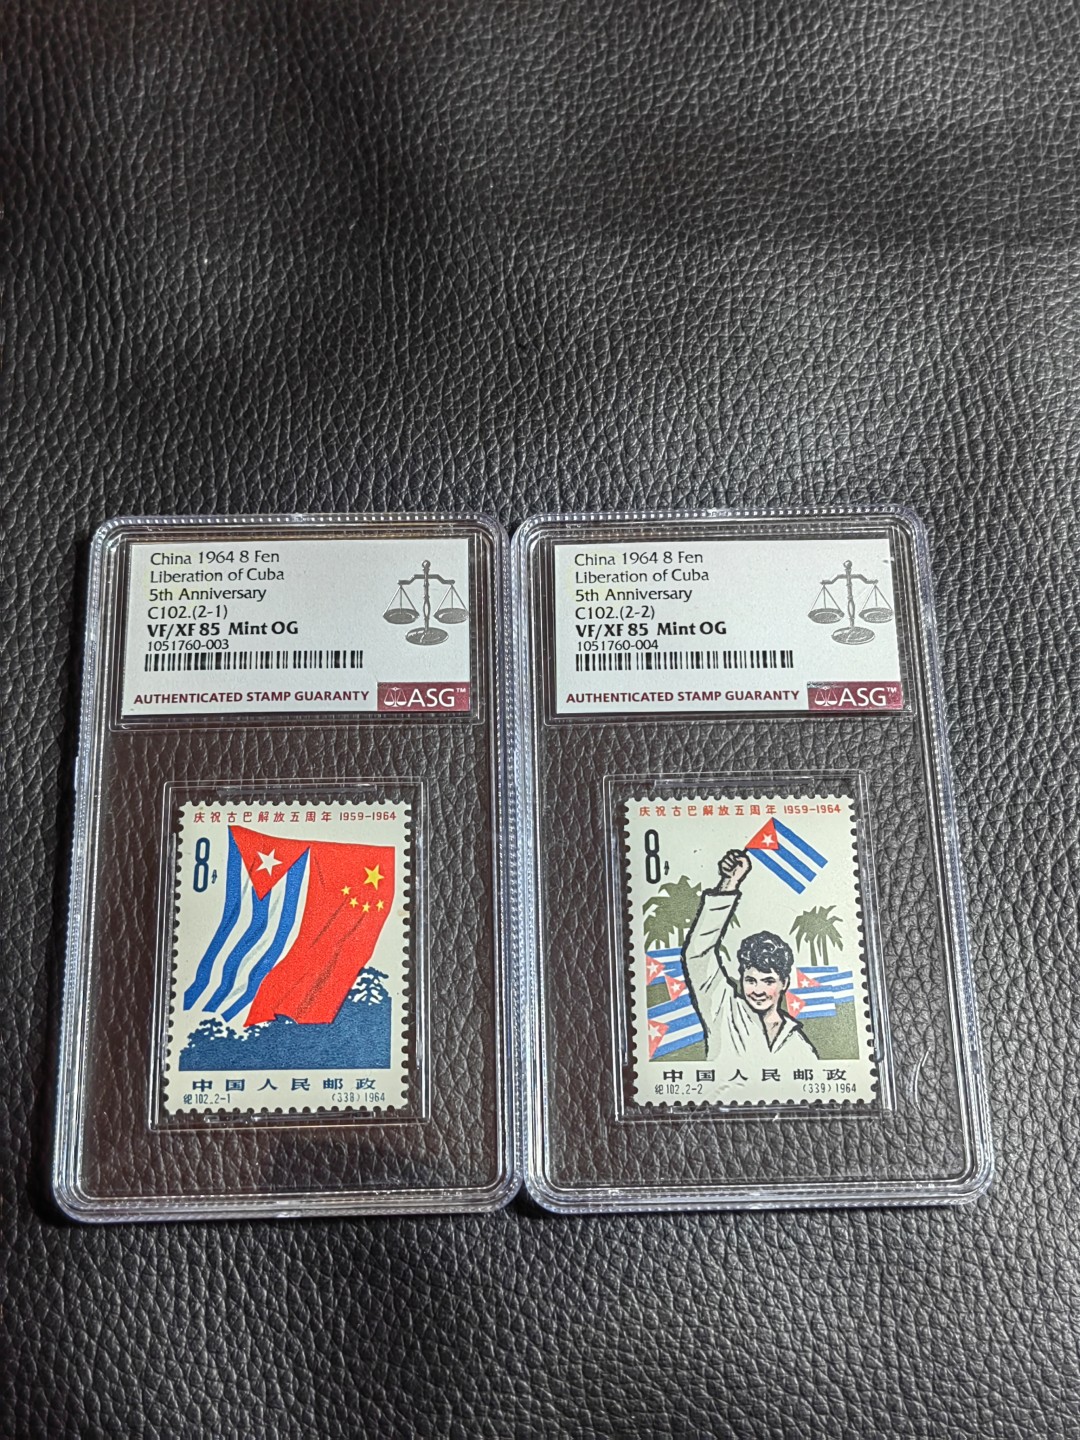 China 1964 8 Fen
Liberation of Cuba
5th Anniversary
C102.(2-1)
VF/XF 85 Mint OG
1051760-003
AUTHENTICATED STAMP GUARANTY
ASG™
庆祝古巴解放五周年 1959-1964
8分
中国人民邮政
纪102.2-1
(338) 1964
China 1964 8 Fen
Liberation of Cuba
5th Anniversary
C102.(2-2)
VF/XF 85 Mint OG
1051760-004
AUTHENTICATED STAMP GUARANTY
ASG™
庆祝古巴解放五周年 1959-1964
8分
中国人民邮政
纪102.2-2
(339) 1964